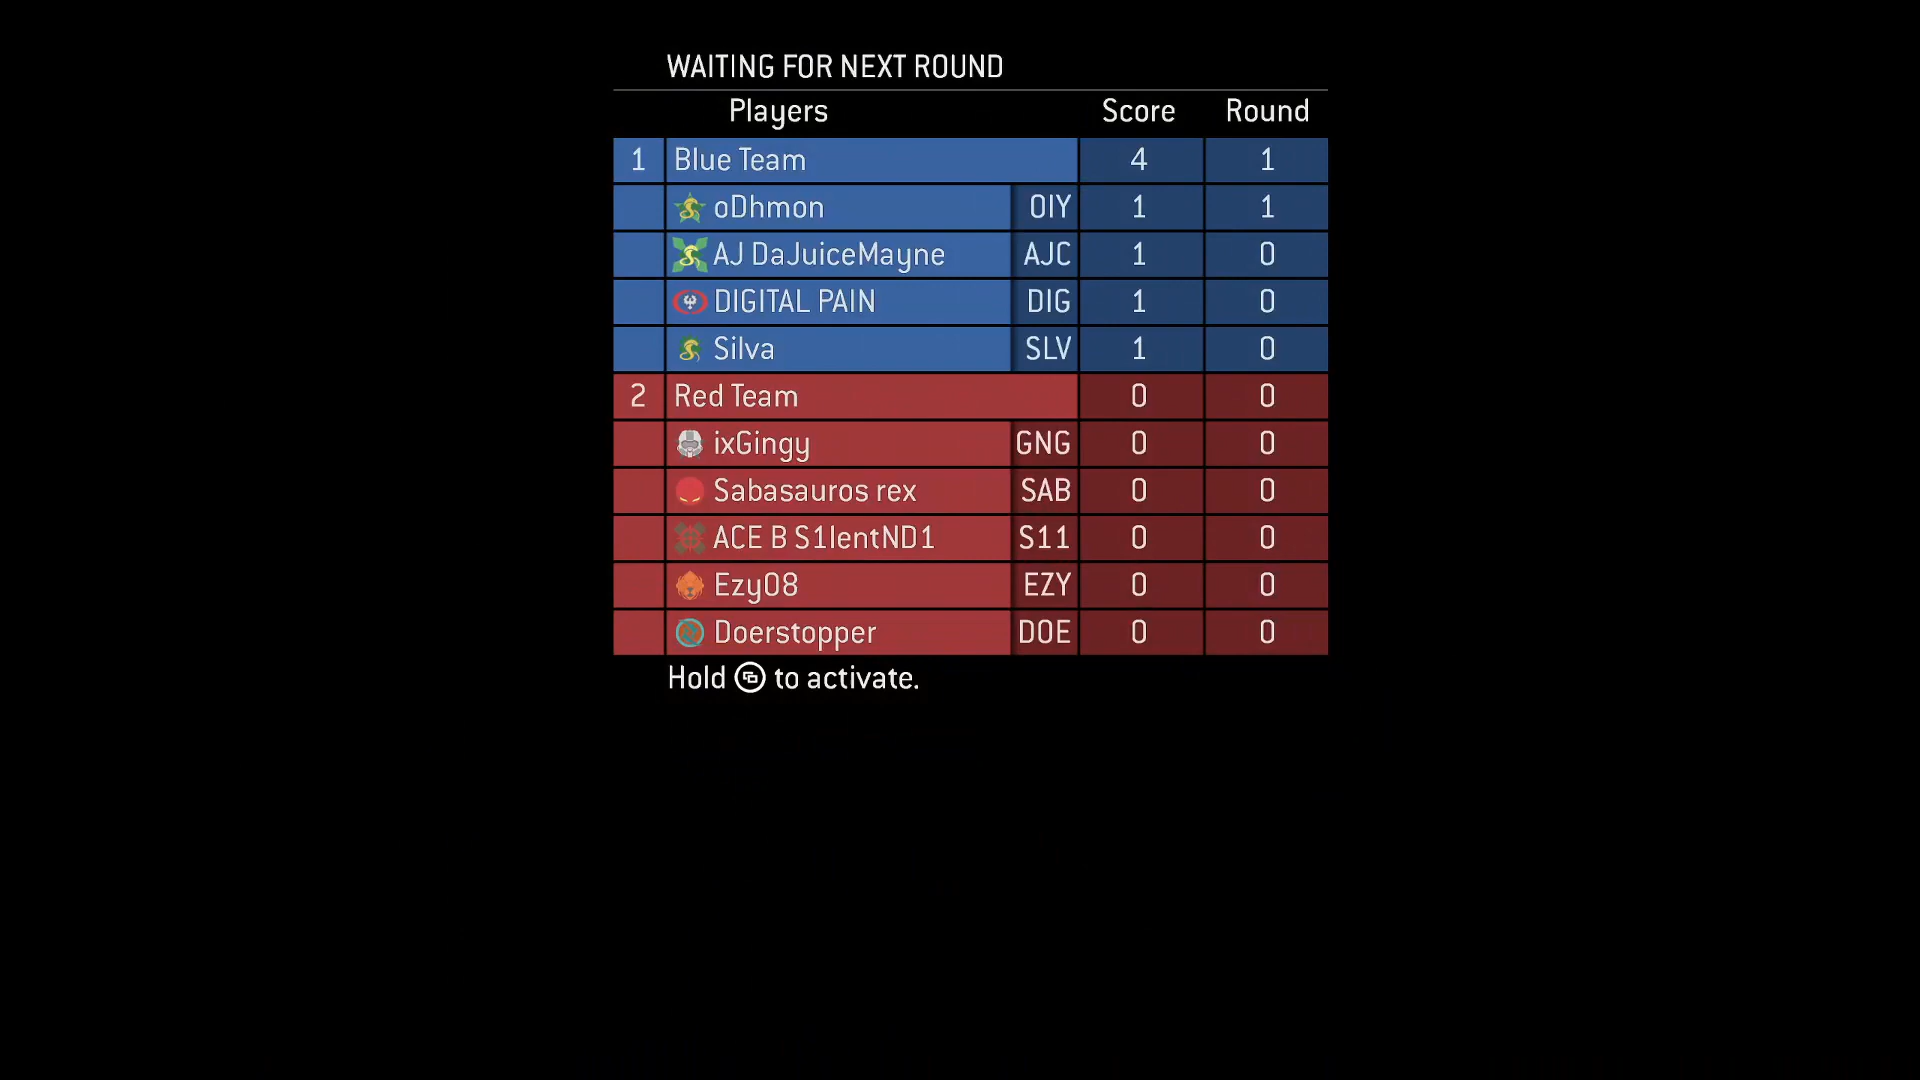 WAITING FOR NEXT ROUND
Players Score Round
1 Blue Team 4 1
oDhmon OIY 1 1
AJ DaJuiceMayne AJC 1 0
DIGITAL PAIN DIG 1 0
Silva SLV 1 0
2 Red Team 0 0
ixGingy GNG 0 0
Sabasauros rex SAB 0 0
ACE B S1lentND1 S11 0 0
Ezy08 EZY 0 0
Doerstopper DOE 0 0
Hold to activate.